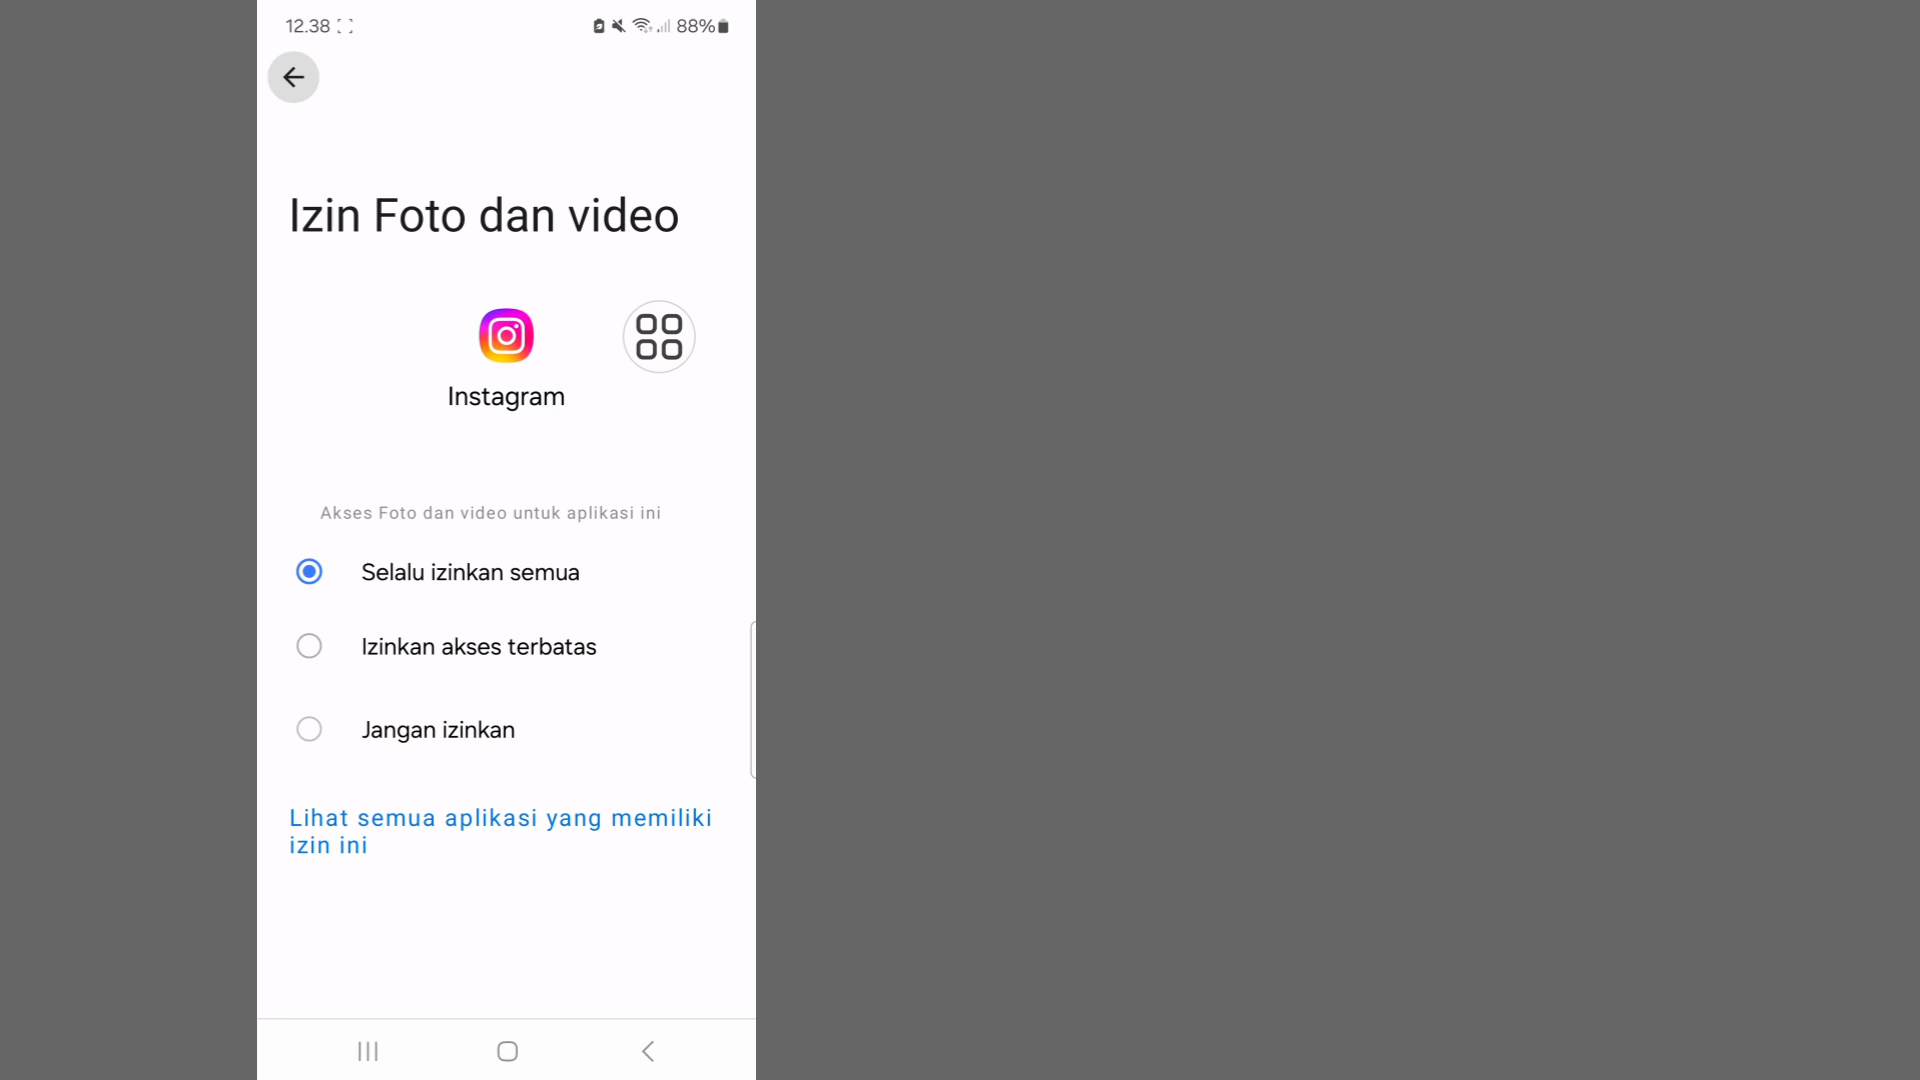 12.38
88%
Izin Foto dan video
Instagram
Akses Foto dan video untuk aplikasi ini
Selalu izinkan semua
Izinkan akses terbatas
Jangan izinkan
Lihat semua aplikasi yang memiliki
izin ini